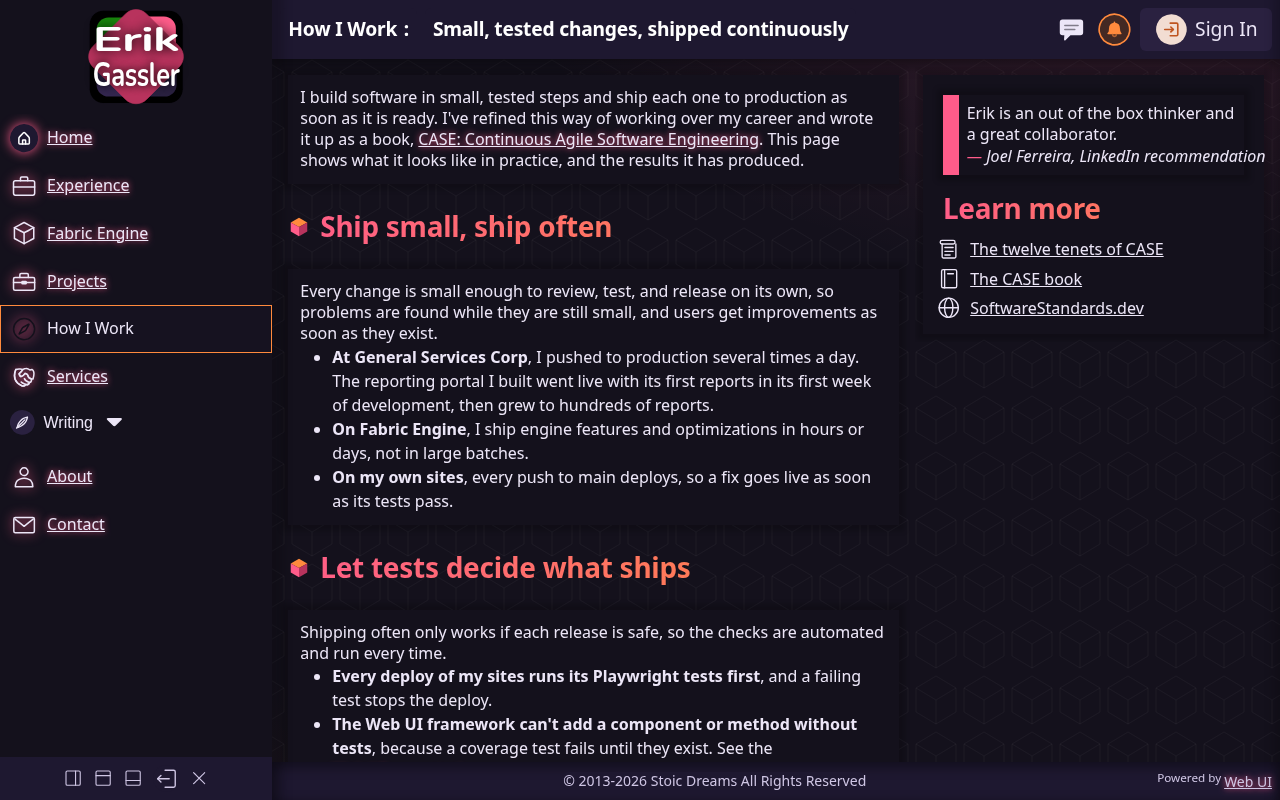 Erik
Gassler
Home
Experience
Fabric Engine
Projects
How I Work
Services
Writing
About
Contact
How I Work : Small, tested changes, shipped continuously
Sign In
I build software in small, tested steps and ship each one to production as
soon as it is ready. I've refined this way of working over my career and wrote
it up as a book, CASE: Continuous Agile Software Engineering. This page
shows what it looks like in practice, and the results it has produced.
Ship small, ship often
Every change is small enough to review, test, and release on its own, so
problems are found while they are still small, and users get improvements as
soon as they exist.
At General Services Corp, I pushed to production several times a day.
The reporting portal I built went live with its first reports in its first week
of development, then grew to hundreds of reports.
On Fabric Engine, I ship engine features and optimizations in hours or
days, not in large batches.
On my own sites, every push to main deploys, so a fix goes live as soon
as its tests pass.
Let tests decide what ships
Shipping often only works if each release is safe, so the checks are automated
and run every time.
Every deploy of my sites runs its Playwright tests first, and a failing
test stops the deploy.
The Web UI framework can't add a component or method without
tests, because a coverage test fails until they exist. See the
Erik is an out of the box thinker and
a great collaborator.
— Joel Ferreira, LinkedIn recommendation
Learn more
The twelve tenets of CASE
The CASE book
SoftwareStandards.dev
© 2013-2026 Stoic Dreams All Rights Reserved
Powered by Web UI